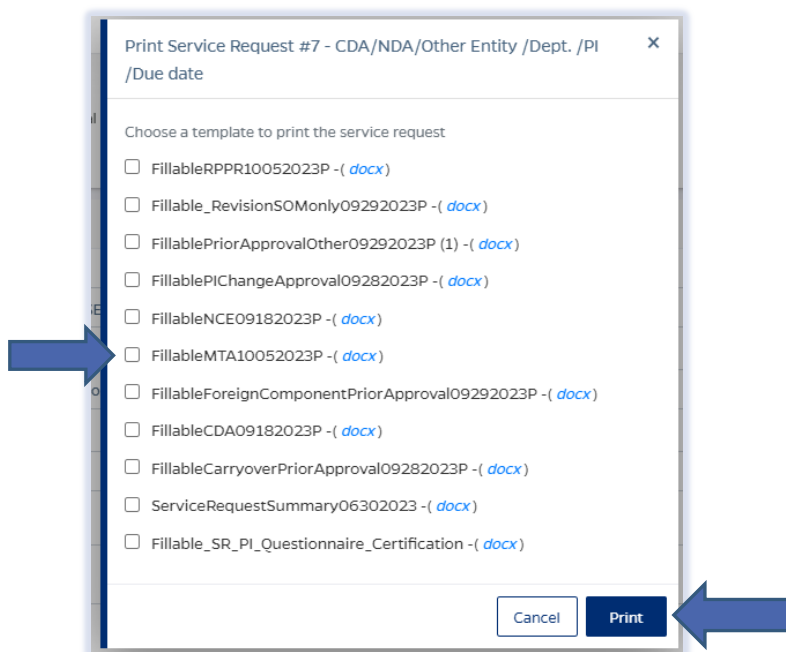 Print Service Request #7 - CDA/NDA/Other Entity /Dept. /PI
/Due date
×
Choose a template to print the service request
FillableRPPR10052023P -( docx )
Fillable_RevisionSOMonly09292023P -( docx )
FillablePriorApprovalOther09292023P (1) -( docx )
FillablePIChangeApproval09282023P -( docx )
FillableNCE09182023P -( docx )
FillableMTA10052023P -( docx )
FillableForeignComponentPriorApproval09292023P -( docx )
FillableCDA09182023P -( docx )
FillableCarryoverPriorApproval09282023P -( docx )
ServiceRequestSummary06302023 -( docx )
Fillable_SR_PI_Questionnaire_Certification -( docx )
Cancel
Print